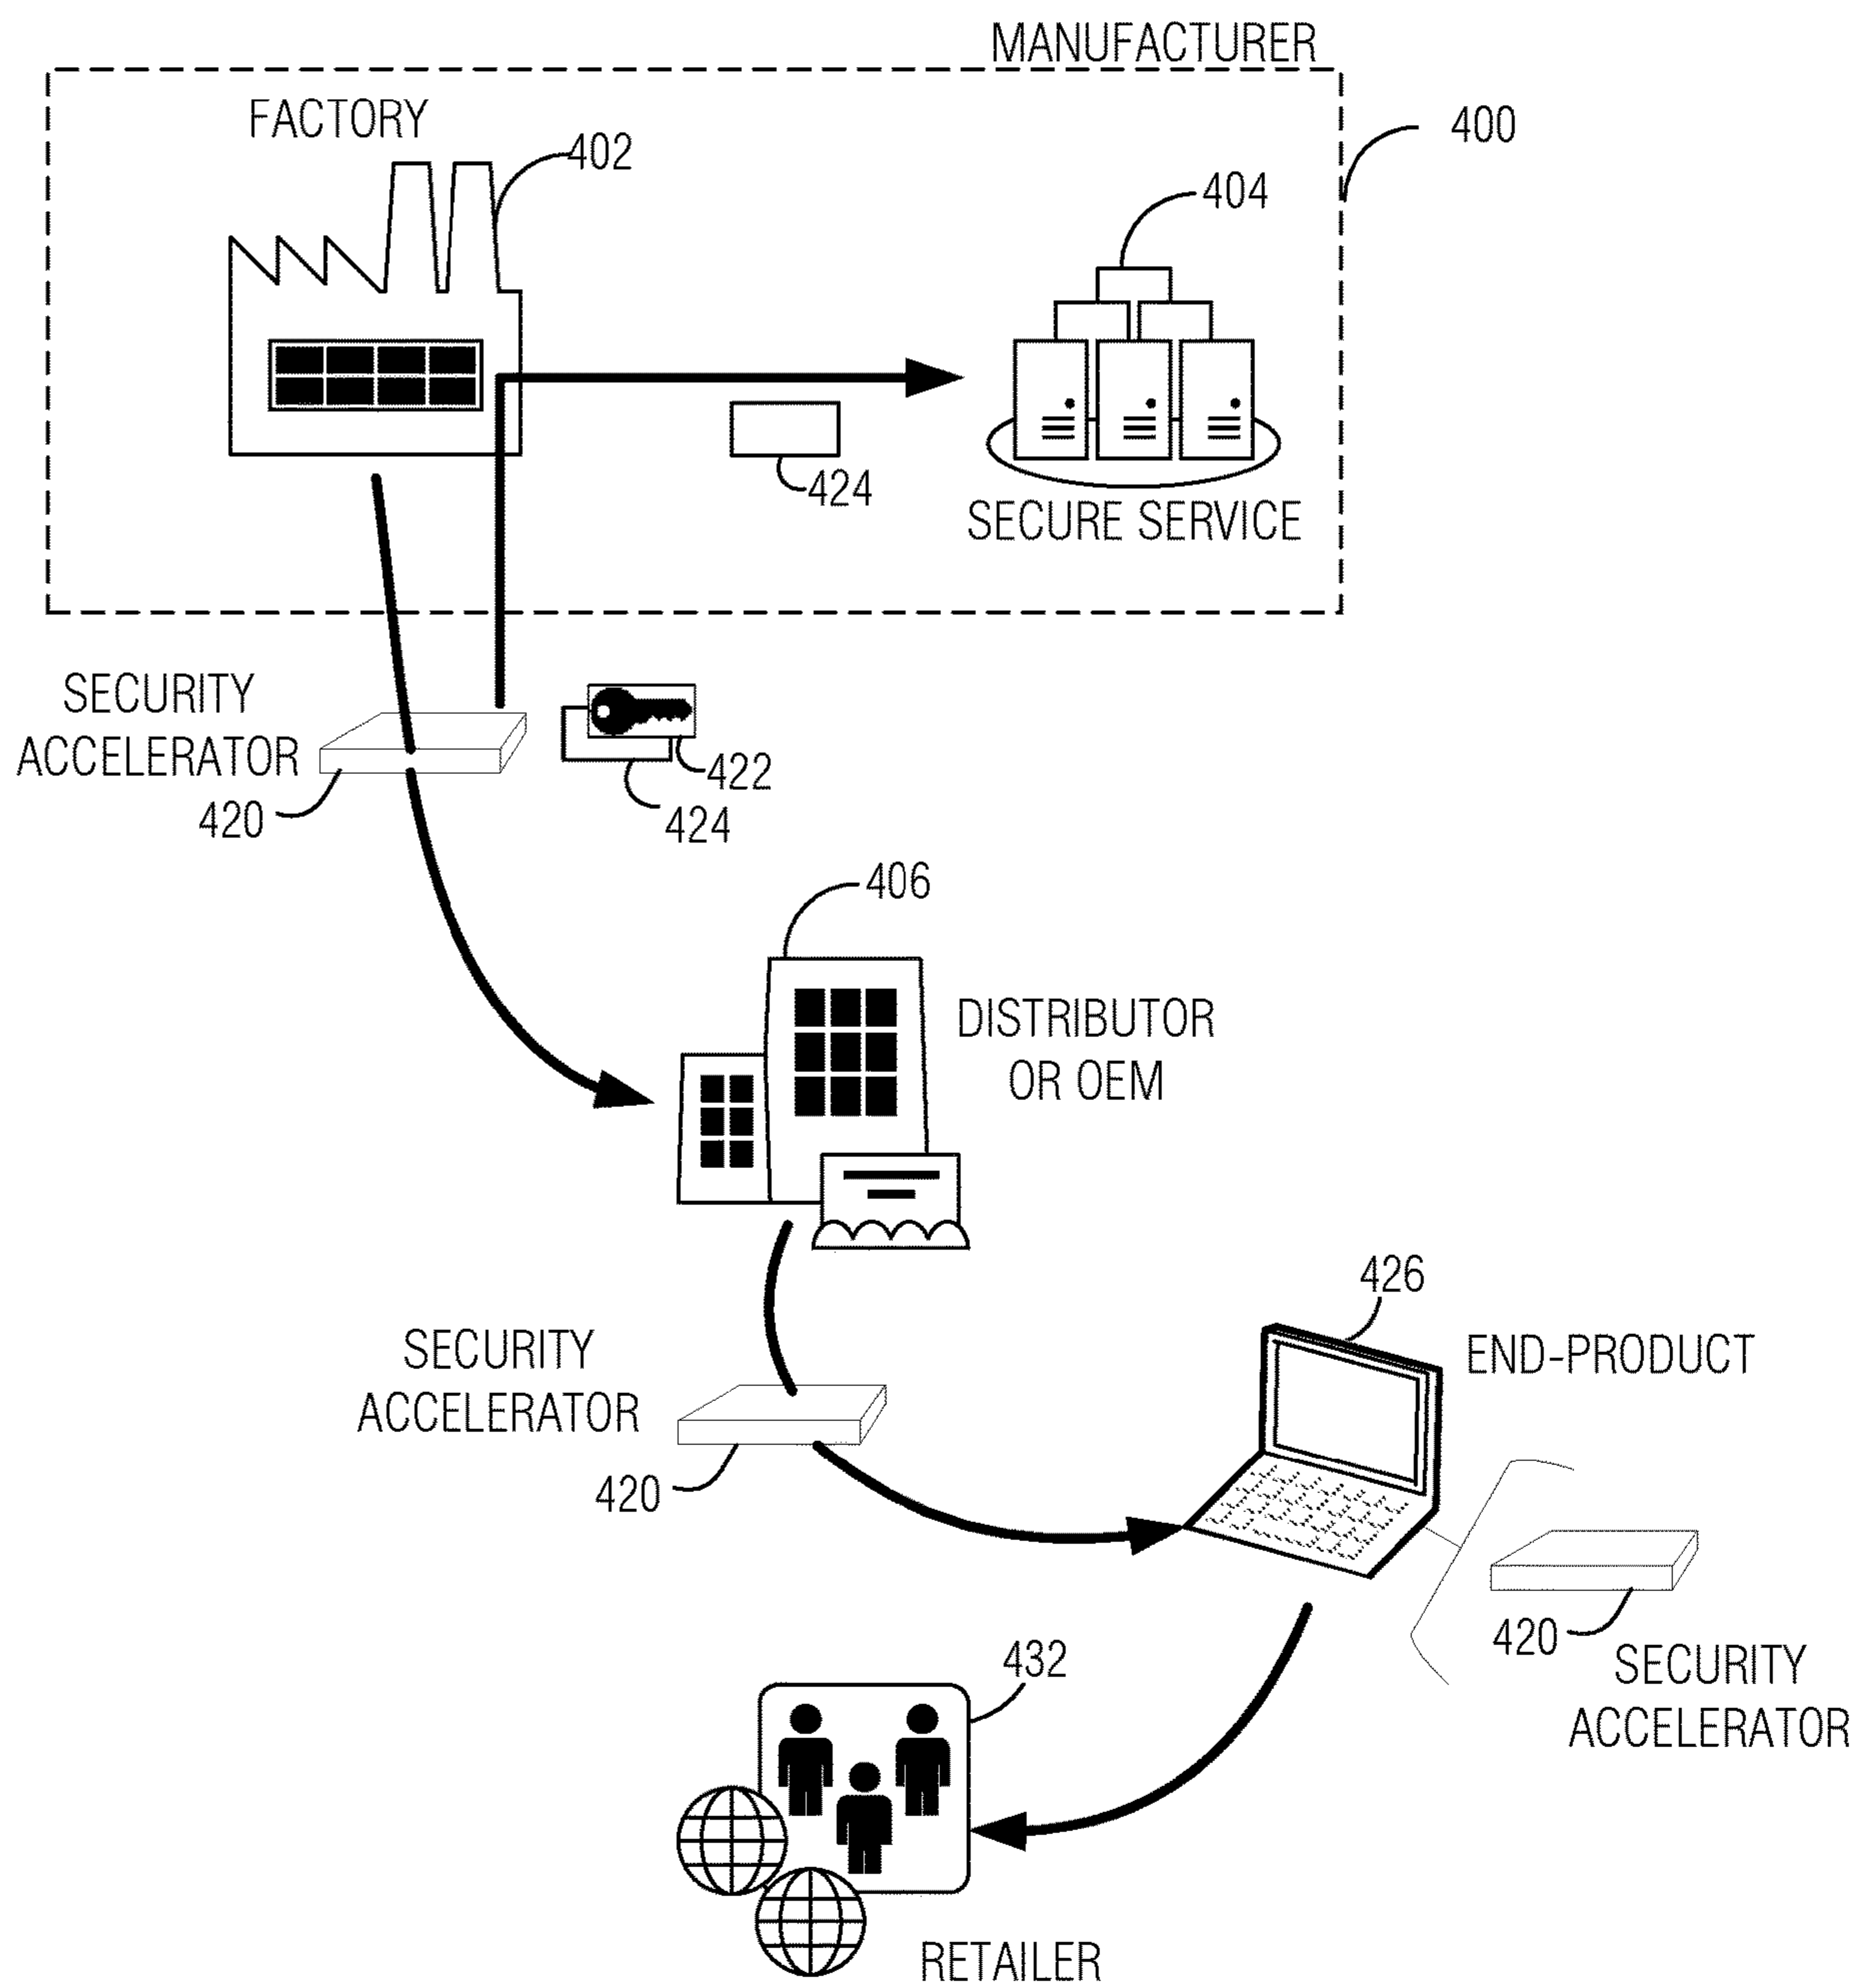 MANUFACTURER
FACTORY
400
402
404
424
SECURE SERVICE
SECURITY
ACCELERATOR
422
420
424
406
DISTRIBUTOR
OR OEM
426
SECURITY
ACCELERATOR
END-PRODUCT
420
420
432
SECURITY
ACCELERATOR
RETAILER